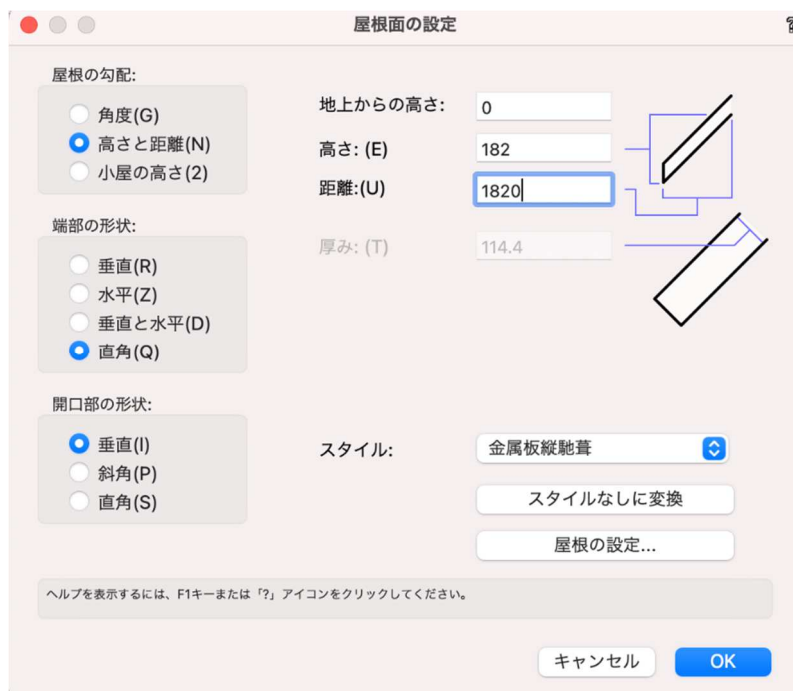 屋根面の設定
屋根の勾配:
角度(G)
高さと距離(N)
小屋の高さ(2)
地上からの高さ: 0
高さ: (E) 182
距離:(U) 1820
厚み: (T) 114.4
端部の形状:
垂直(R)
水平(Z)
垂直と水平(D)
直角(Q)
開口部の形状:
垂直(I)
斜角(P)
直角(S)
スタイル: 金属板縦馳葺
スタイルなしに変換
屋根の設定...
ヘルプを表示するには、F1キーまたは「?」アイコンをクリックしてください。
キャンセル
OK